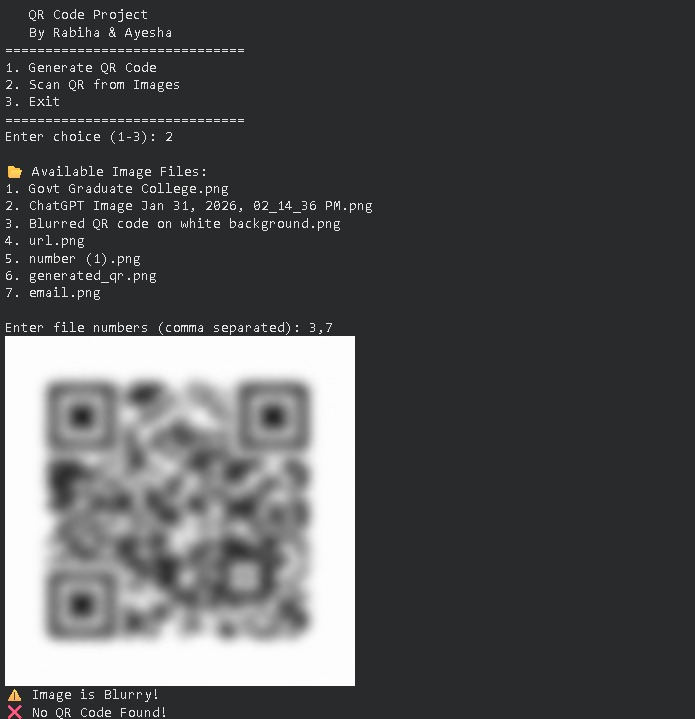 QR Code Project
By Rabiha & Ayesha
==============================
1. Generate QR Code
2. Scan QR from Images
3. Exit
==============================
Enter choice (1-3): 2
📂 Available Image Files:
1. Govt Graduate College.png
2. ChatGPT Image Jan 31, 2026, 02_14_36 PM.png
3. Blurred QR code on white background.png
4. url.png
5. number (1).png
6. generated_qr.png
7. email.png
Enter file numbers (comma separated): 3,7
⚠️ Image is Blurry!
❌ No QR Code Found!